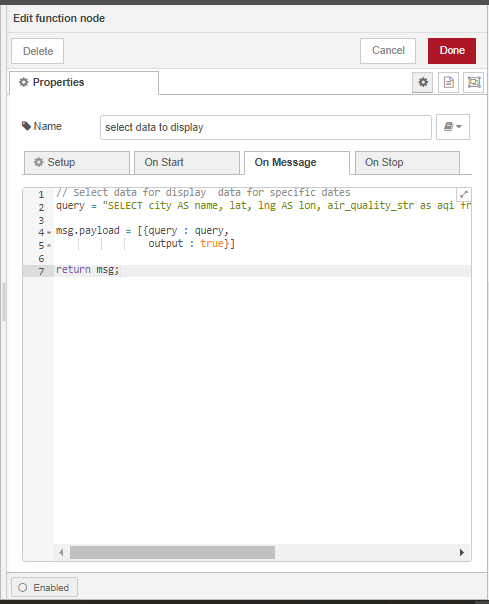 Edit function node
Delete
Cancel
Done
Properties
Name
select data to display
Setup
On Start
On Message
On Stop
1 // Select data for display  data for specific dates
2 query = "SELECT city AS name, lat, lng AS lon, air_quality_str as aqi fr
3
4 msg.payload = [{query : query,
5 output : true}]
6
7 return msg;
Enabled